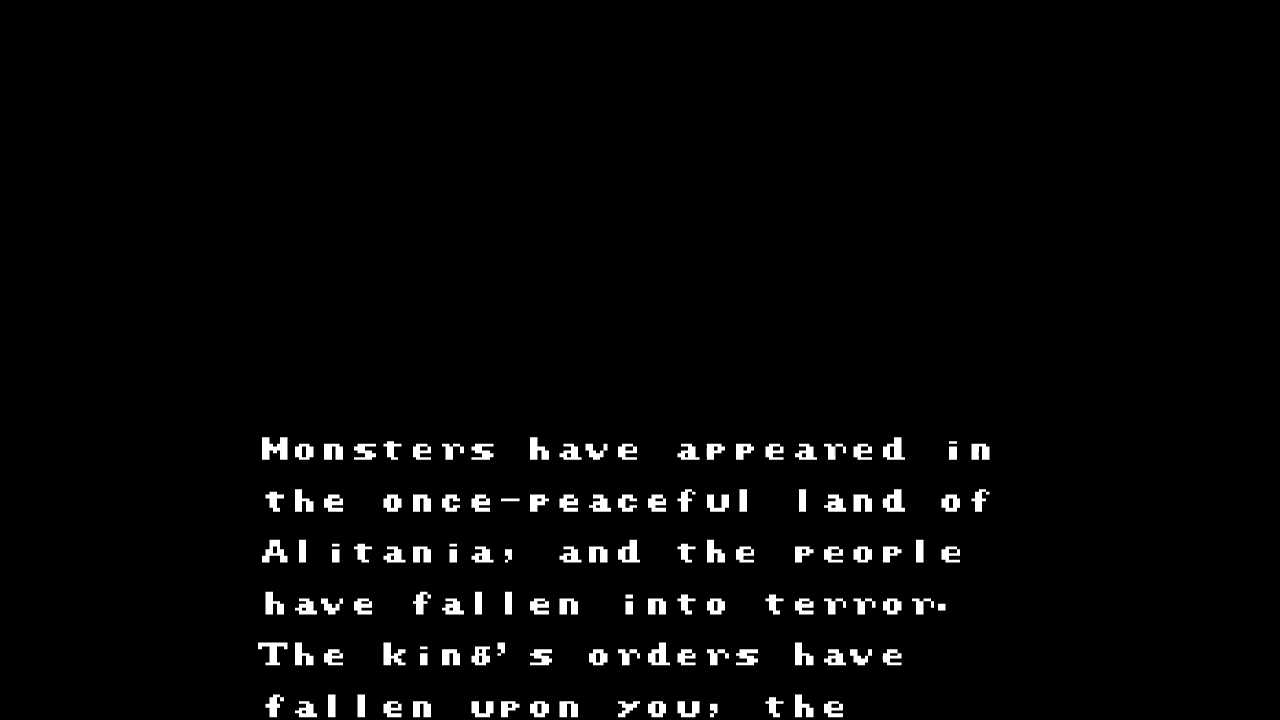 Monsters have appeared in
the once-peaceful land of
Alitania, and the people
have fallen into terror.
The king's orders have
fallen upon you, the